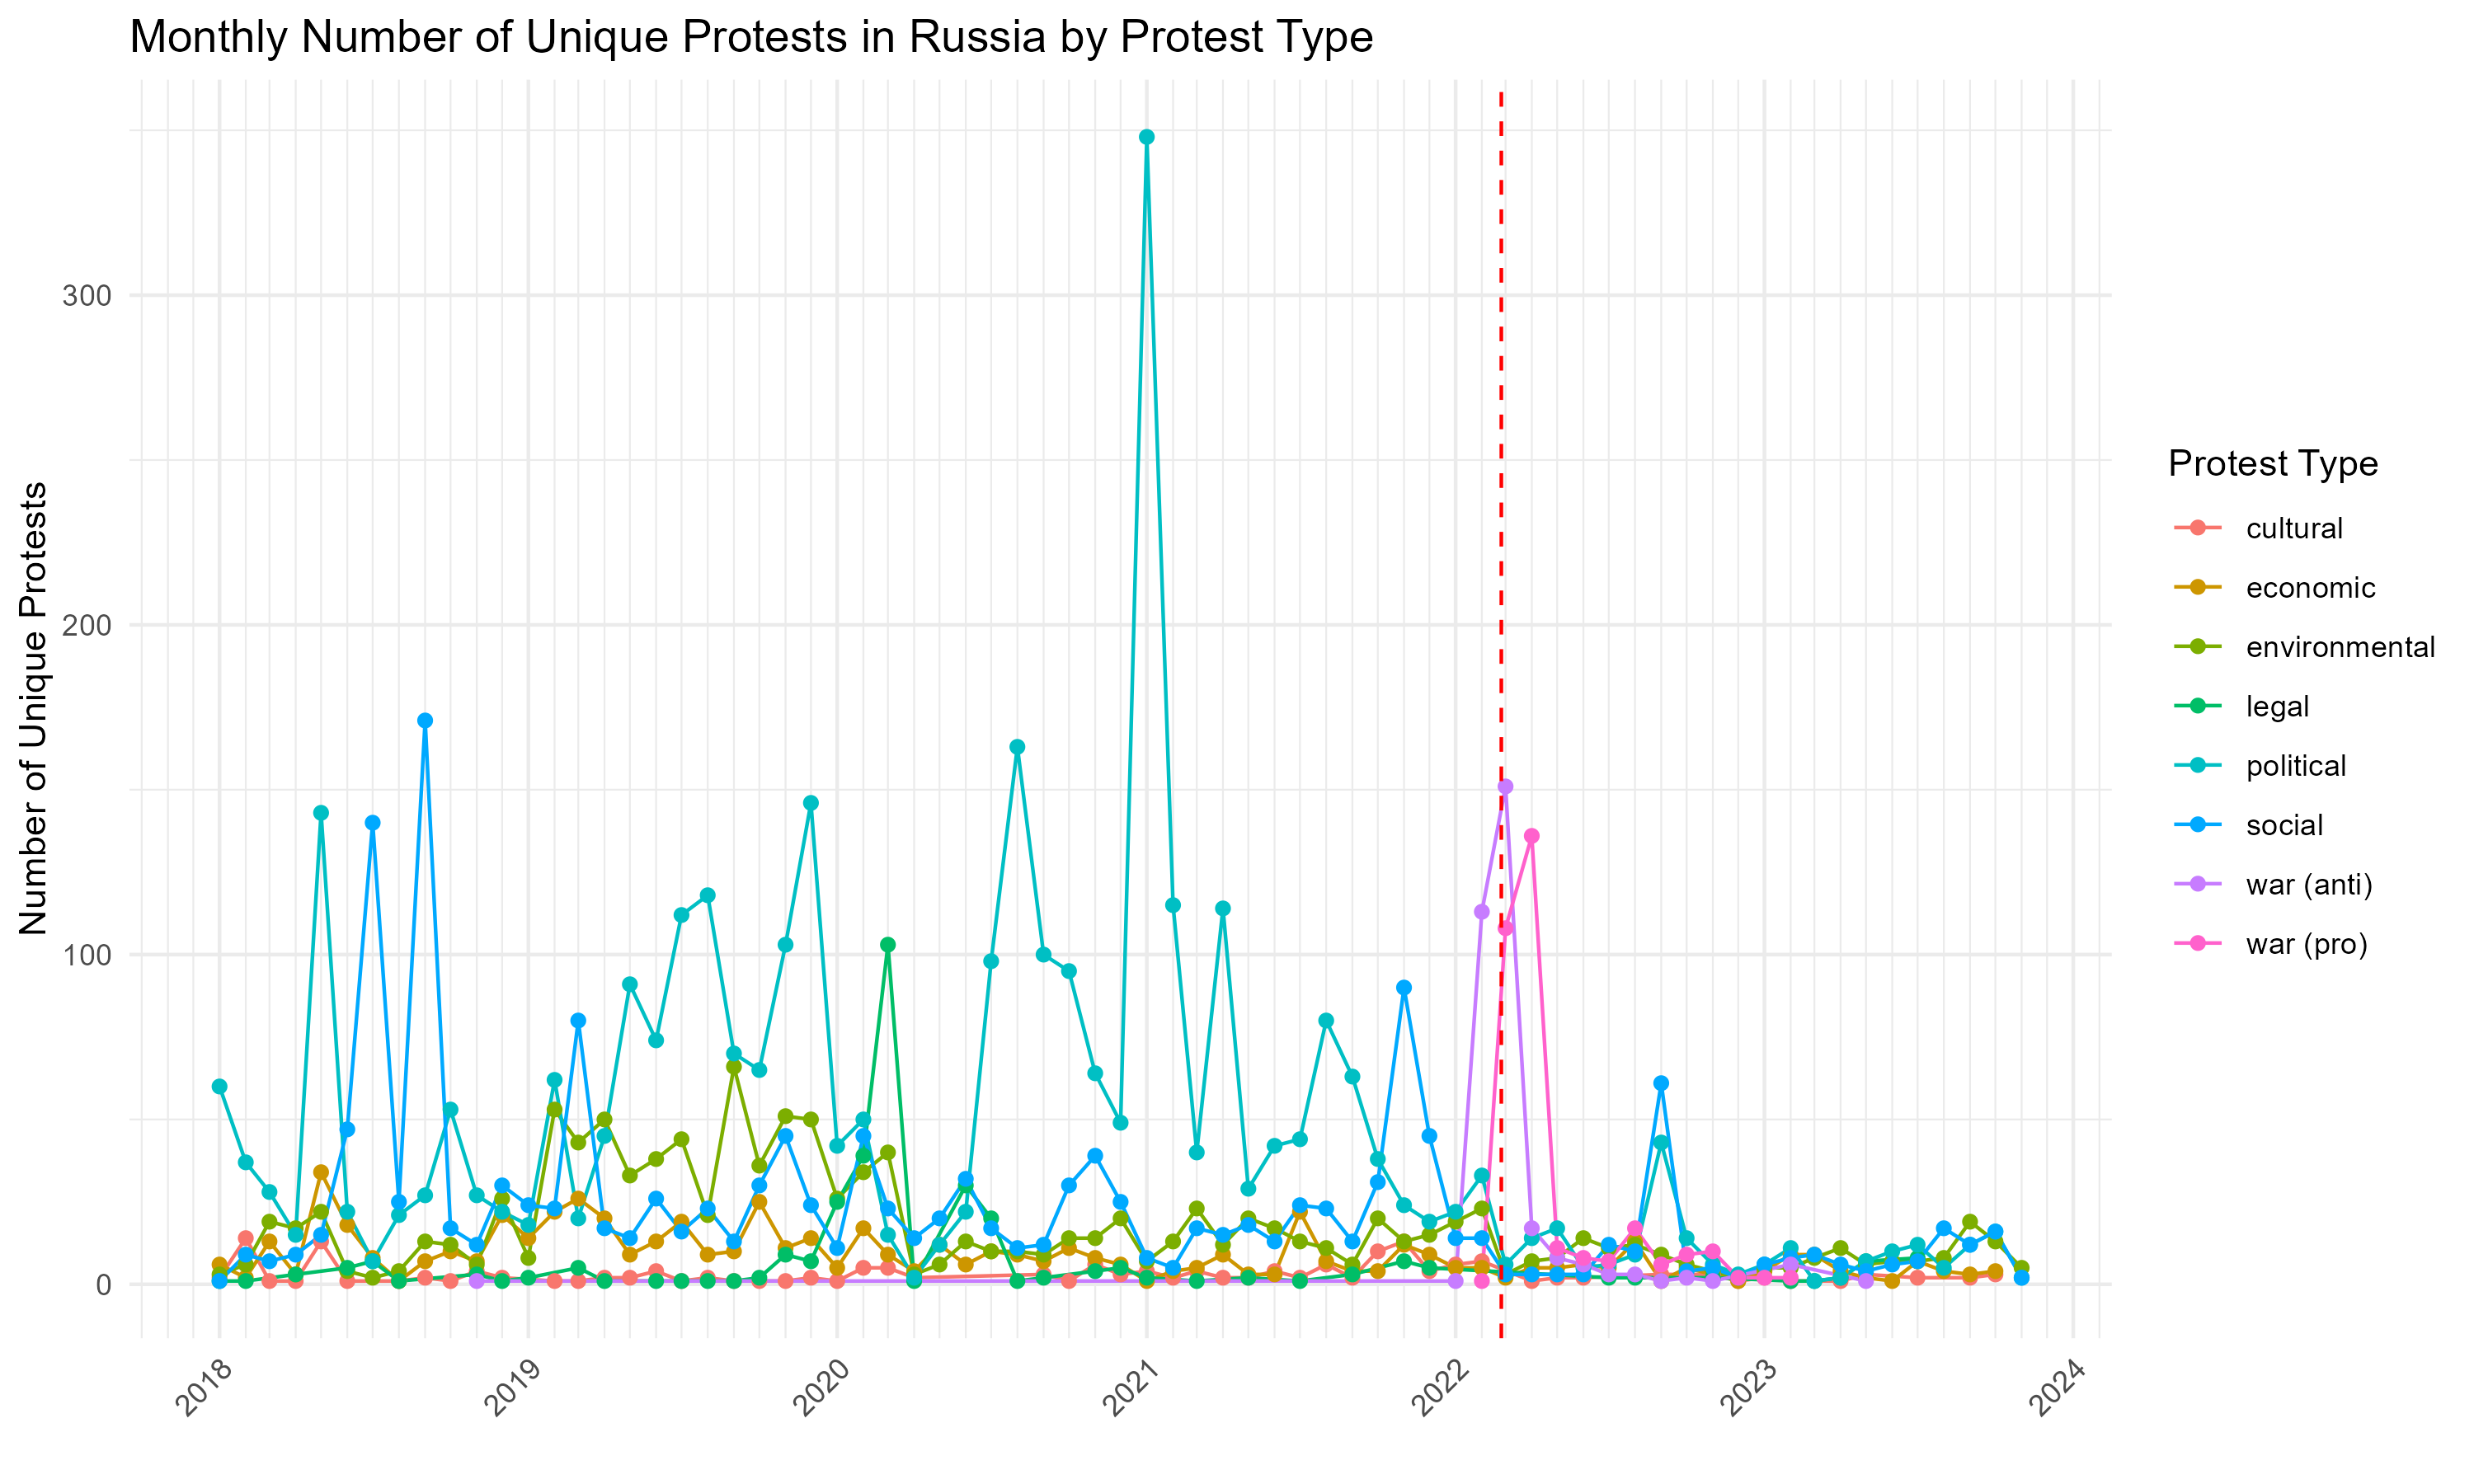 Monthly Number of Unique Protests in Russia by Protest Type
Number of Unique Protests
300
200
100
0
2018
2019
2020
2021
2022
2023
2024
Protest Type
cultural
economic
environmental
legal
political
social
war (anti)
war (pro)